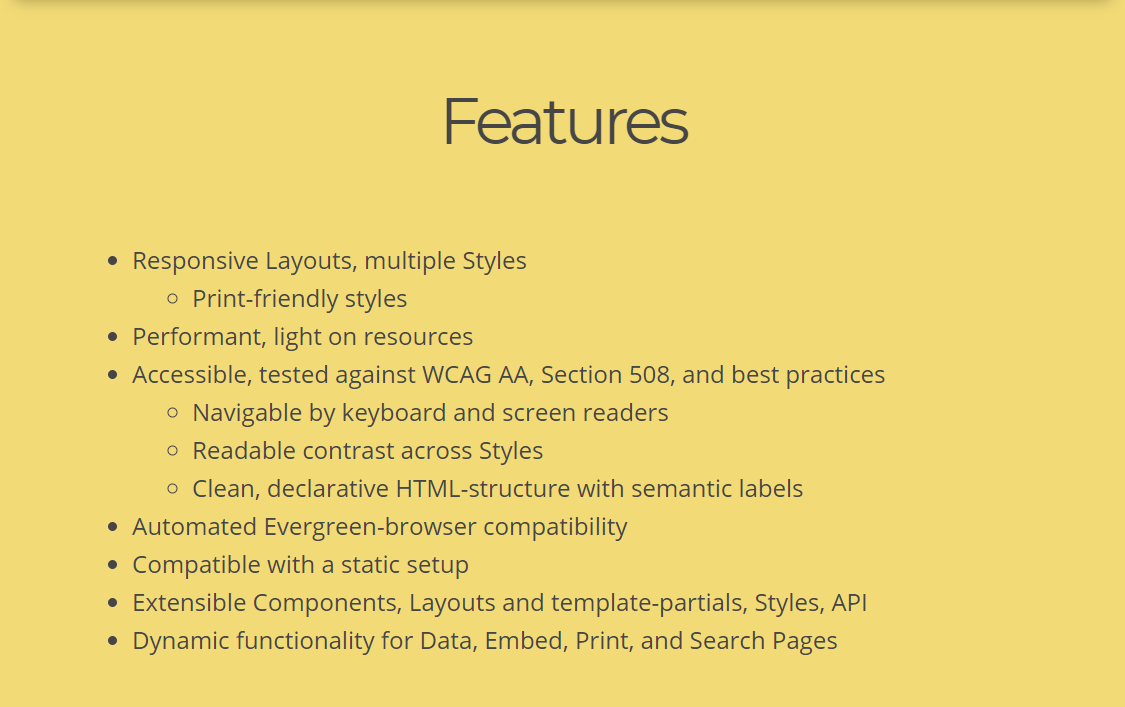 Features
Responsive Layouts, multiple Styles
Print-friendly styles
Performant, light on resources
Accessible, tested against WCAG AA, Section 508, and best practices
Navigable by keyboard and screen readers
Readable contrast across Styles
Clean, declarative HTML-structure with semantic labels
Automated Evergreen-browser compatibility
Compatible with a static setup
Extensible Components, Layouts and template-partials, Styles, API
Dynamic functionality for Data, Embed, Print, and Search Pages